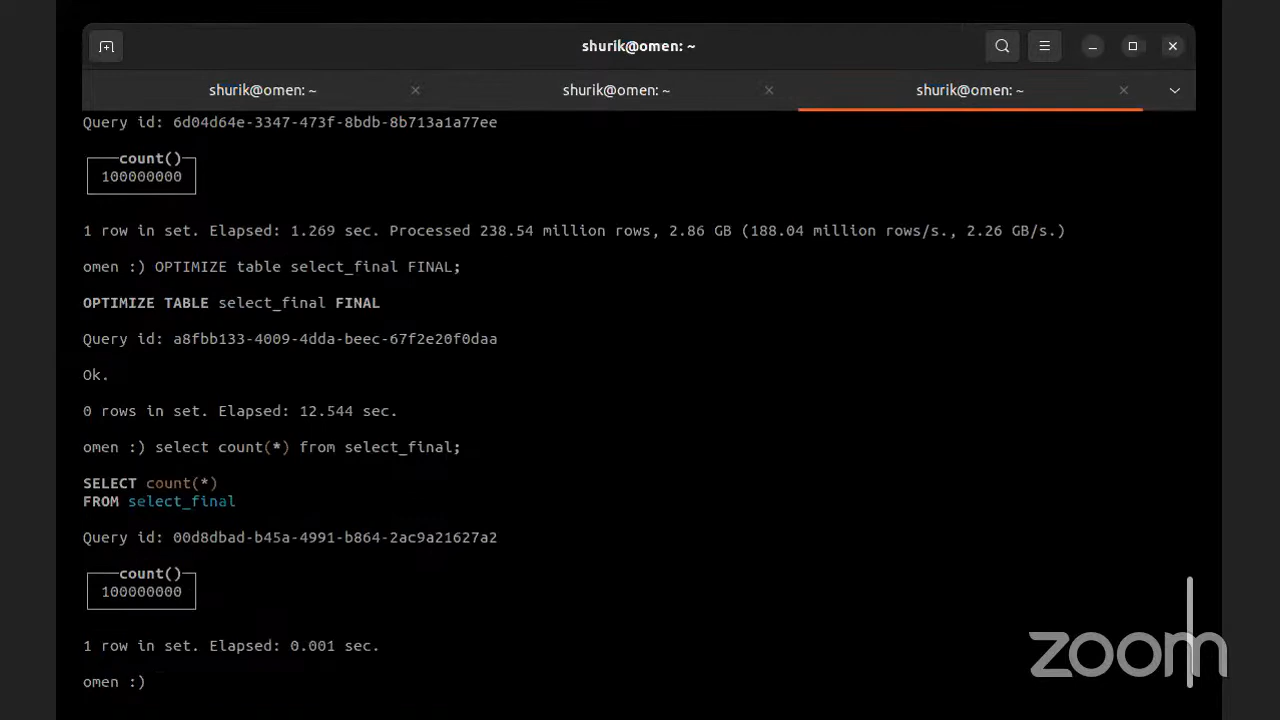 shurik@omen: ~
shurik@omen: ~ shurik@omen: ~ shurik@omen: ~
Query id: 6d04d64e-3347-473f-8bdb-8b713a1a77ee
count()
100000000
1 row in set. Elapsed: 1.269 sec. Processed 238.54 million rows, 2.86 GB (188.04 million rows/s., 2.26 GB/s.)
omen :) OPTIMIZE table select_final FINAL;
OPTIMIZE TABLE select_final FINAL
Query id: a8fbb133-4009-4dda-beec-67f2e20f0daa
Ok.
0 rows in set. Elapsed: 12.544 sec.
omen :) select count(*) from select_final;
SELECT count(*)
FROM select_final
Query id: 00d8dbad-b45a-4991-b864-2ac9a21627a2
count()
100000000
1 row in set. Elapsed: 0.001 sec.
omen :)
zoom